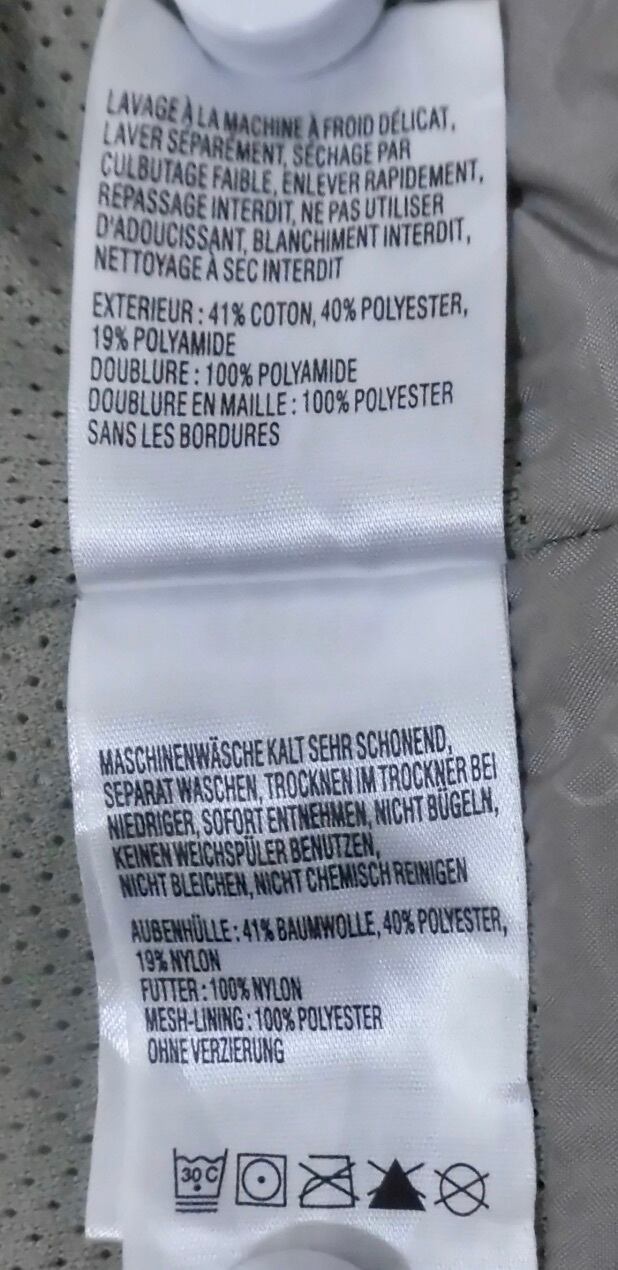 LAVAGE À LA MACHINE À FROID DÉLICAT,
LAVER SÉPARÉMENT, SÉCHAGE PAR
CULBUTAGE FAIBLE, ENLEVER RAPIDEMENT,
REPASSAGE INTERDIT, NE PAS UTILISER
D'ADOUCISSANT, BLANCHIMENT INTERDIT,
NETTOYAGE À SEC INTERDIT
EXTERIEUR : 41% COTON, 40% POLYESTER,
19% POLYAMIDE
DOUBLURE : 100% POLYAMIDE
DOUBLURE EN MAILLE : 100% POLYESTER
SANS LES BORDURES
MASCHINENWÄSCHE KALT SEHR SCHONEND,
SEPARAT WASCHEN, TROCKNEN IM TROCKNER BEI
NIEDRIGER, SOFORT ENTNEHMEN, NICHT BÜGELN,
KEINEN WEICHSPÜLER BENUTZEN,
NICHT BLEICHEN, NICHT CHEMISCH REINIGEN
AUBENHÜLLE : 41% BAUMWOLLE, 40% POLYESTER,
19% NYLON
FUTTER : 100% NYLON
MESH-LINING : 100% POLYESTER
OHNE VERZIERUNG
30 C